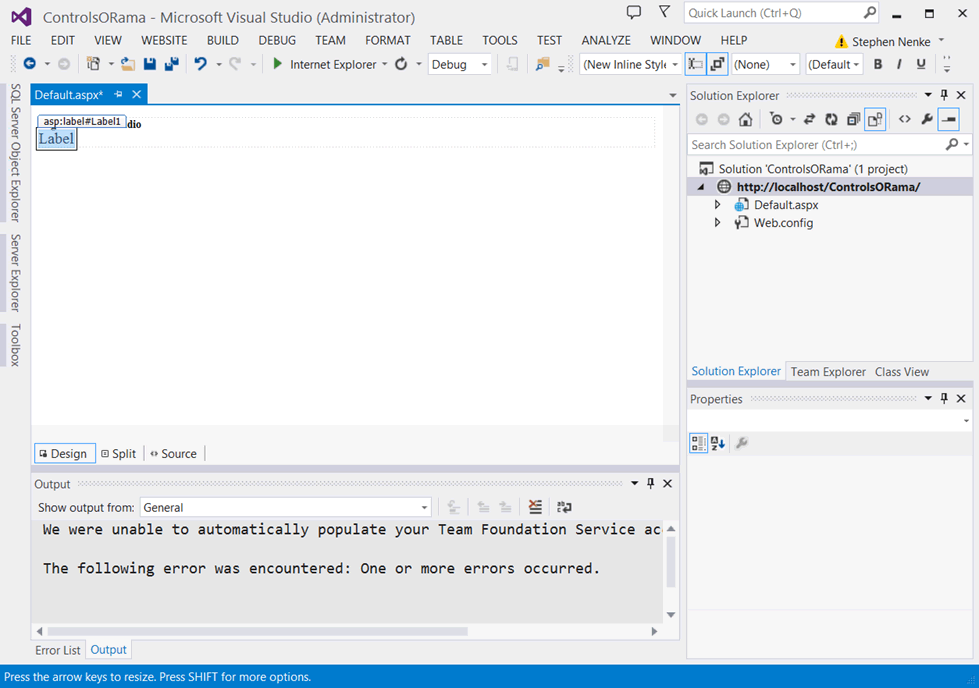 ControlsORama - Microsoft Visual Studio (Administrator)
Quick Launch (Ctrl+Q)
FILE EDIT VIEW WEBSITE BUILD DEBUG TEAM FORMAT TABLE TOOLS TEST ANALYZE WINDOW HELP Stephen Nenke
Internet Explorer Debug (New Inline Style (None) (Default B I U
SQL Server Object Explorer
Server Explorer
Toolbox
Default.aspx*
asp:label#Label1 dio
Label
Design Split Source
Output
Show output from: General
We were unable to automatically populate your Team Foundation Service ac
The following error was encountered: One or more errors occurred.
Error List Output
Solution Explorer
Search Solution Explorer (Ctrl+;)
Solution 'ControlsORama' (1 project)
http://localhost/ControlsORama/
Default.aspx
Web.config
Solution Explorer Team Explorer Class View
Properties
Press the arrow keys to resize. Press SHIFT for more options.